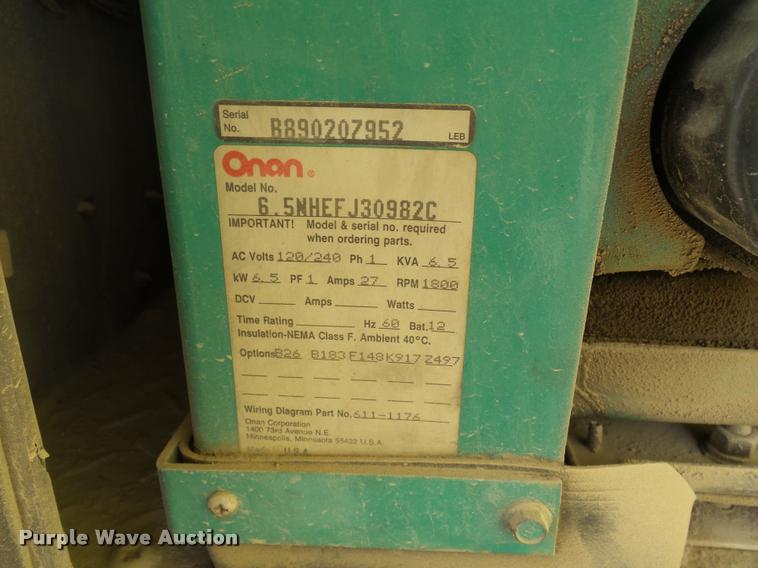 Serial
No. B890207952 LEB
Onan ®
Model No.
6.5NHEFJ30982C
IMPORTANT! Model & serial no. required
when ordering parts.
AC Volts 120/240 Ph 1 KVA 6.5
kW 6.5 PF 1 Amps 27 RPM 1800
DCV Amps Watts
Time Rating Hz 60 Bat. 12
Insulation-NEMA Class F. Ambient 40°C.
Options B26 B183 F148 K917 Z497
Wiring Diagram Part No. 611-1176
Onan Corporation
1400 73rd Avenue N.E.
Minneapolis, Minnesota 55432 U.S.A.
U.S.A.
Purple Wave Auction®